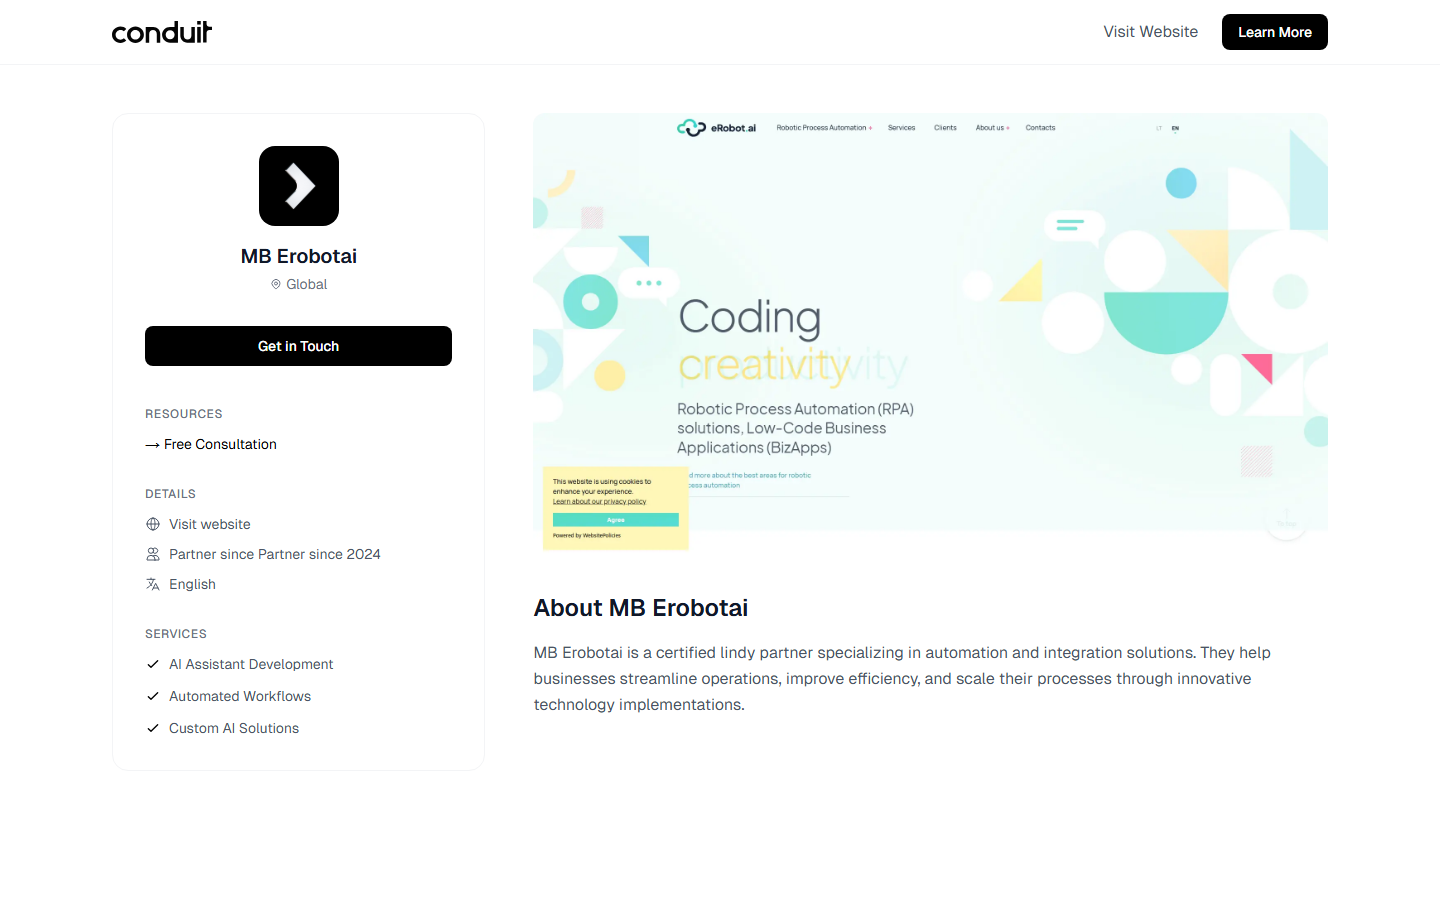 conduit
Visit Website
Learn More
MB Erobotai
Global
Get in Touch
RESOURCES
→ Free Consultation
DETAILS
Visit website
Partner since Partner since 2024
English
SERVICES
AI Assistant Development
Automated Workflows
Custom AI Solutions
eRobot.ai
Robotic Process Automation +
Services
Clients
About us +
Contacts
LT
EN
Coding
creativity
Robotic Process Automation (RPA)
solutions, Low-Code Business
Applications (BizApps)
d more about the best areas for robotic
cess automation
This website is using cookies to
enhance your experience.
Learn about our privacy policy
Agree
Powered by WebsitePolicies
About MB Erobotai
MB Erobotai is a certified lindy partner specializing in automation and integration solutions. They help
businesses streamline operations, improve efficiency, and scale their processes through innovative
technology implementations.